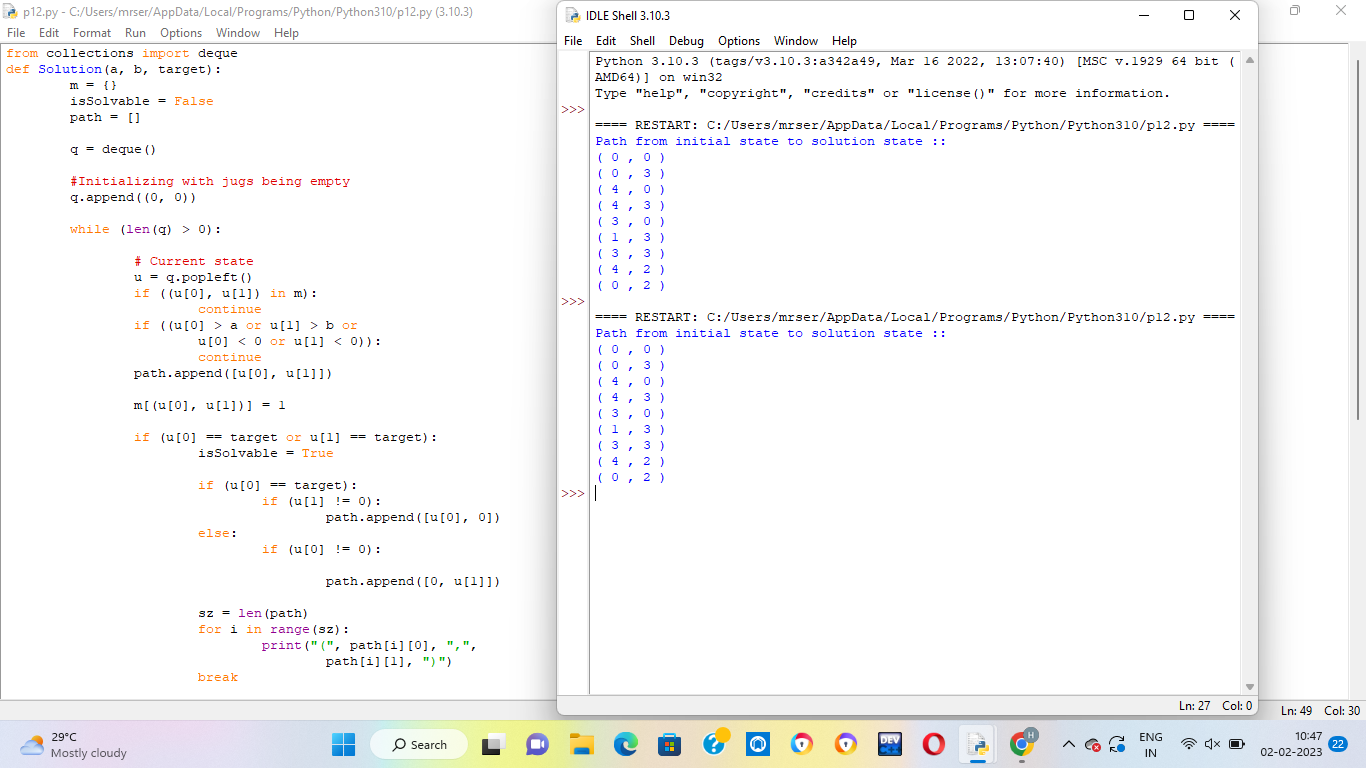 p12.py - C:/Users/mrser/AppData/Local/Programs/Python/Python310/p12.py (3.10.3)
File Edit Format Run Options Window Help
from collections import deque
def Solution(a, b, target):
        m = {}
        isSolvable = False
        path = []
        q = deque()
        #Initializing with jugs being empty
        q.append((0, 0))
        while (len(q) > 0):
                # Current state
                u = q.popleft()
                if ((u[0], u[1]) in m):
                        continue
                if ((u[0] > a or u[1] > b or
                        u[0] < 0 or u[1] < 0)):
                        continue
                path.append([u[0], u[1]])
                m[(u[0], u[1])] = 1
                if (u[0] == target or u[1] == target):
                        isSolvable = True
                        if (u[0] == target):
                                if (u[1] != 0):
                                        path.append([u[0], 0])
                        else:
                                if (u[0] != 0):
                                        path.append([0, u[1]])
                        sz = len(path)
                        for i in range(sz):
                                print("(", path[i][0], ",",
                                        path[i][1], ")")
                        break
Ln: 49 Col: 30
IDLE Shell 3.10.3
File Edit Shell Debug Options Window Help
Python 3.10.3 (tags/v3.10.3:a342a49, Mar 16 2022, 13:07:40) [MSC v.1929 64 bit (
AMD64)] on win32
Type "help", "copyright", "credits" or "license()" for more information.
>>>
==== RESTART: C:/Users/mrser/AppData/Local/Programs/Python/Python310/p12.py ====
Path from initial state to solution state ::
( 0 , 0 )
( 0 , 3 )
( 4 , 0 )
( 4 , 3 )
( 3 , 0 )
( 1 , 3 )
( 3 , 3 )
( 4 , 2 )
( 0 , 2 )
>>>
==== RESTART: C:/Users/mrser/AppData/Local/Programs/Python/Python310/p12.py ====
Path from initial state to solution state ::
( 0 , 0 )
( 0 , 3 )
( 4 , 0 )
( 4 , 3 )
( 3 , 0 )
( 1 , 3 )
( 3 , 3 )
( 4 , 2 )
( 0 , 2 )
>>>
Ln: 27 Col: 0
29°C
Mostly cloudy
Search
DEV
H
ENG
IN
10:47
02-02-2023
22